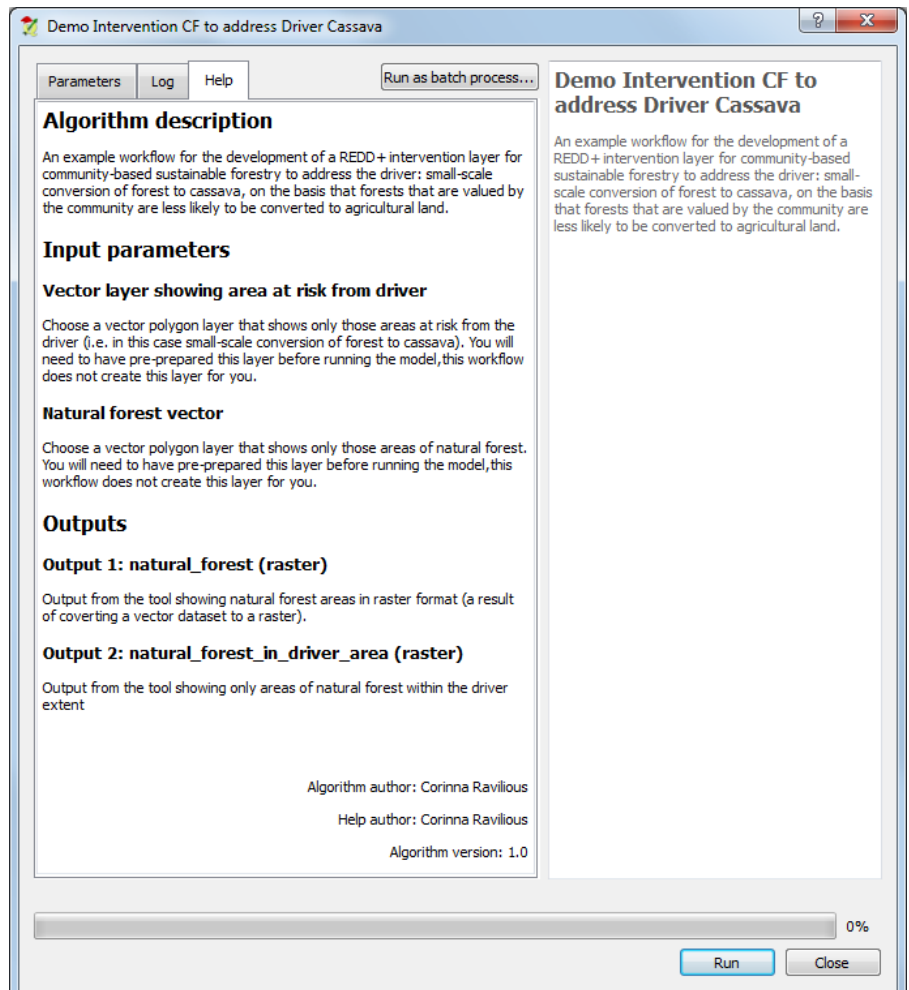 Demo Intervention CF to address Driver Cassava
?
X
Parameters
Log
Help
Run as batch process...
Algorithm description
An example workflow for the development of a REDD+ intervention layer for
community-based sustainable forestry to address the driver: small-scale
conversion of forest to cassava, on the basis that forests that are valued by
the community are less likely to be converted to agricultural land.
Input parameters
Vector layer showing area at risk from driver
Choose a vector polygon layer that shows only those areas at risk from the
driver (i.e. in this case small-scale conversion of forest to cassava). You will
need to have pre-prepared this layer before running the model,this workflow
does not create this layer for you.
Natural forest vector
Choose a vector polygon layer that shows only those areas of natural forest.
You will need to have pre-prepared this layer before running the model,this
workflow does not create this layer for you.
Outputs
Output 1: natural_forest (raster)
Output from the tool showing natural forest areas in raster format (a result
of coverting a vector dataset to a raster).
Output 2: natural_forest_in_driver_area (raster)
Output from the tool showing only areas of natural forest within the driver
extent
Algorithm author: Corinna Ravilious
Help author: Corinna Ravilious
Algorithm version: 1.0
Demo Intervention CF to
address Driver Cassava
An example workflow for the development of a
REDD+ intervention layer for community-based
sustainable forestry to address the driver: small-
scale conversion of forest to cassava, on the basis
that forests that are valued by the community are
less likely to be converted to agricultural land.
0%
Run
Close